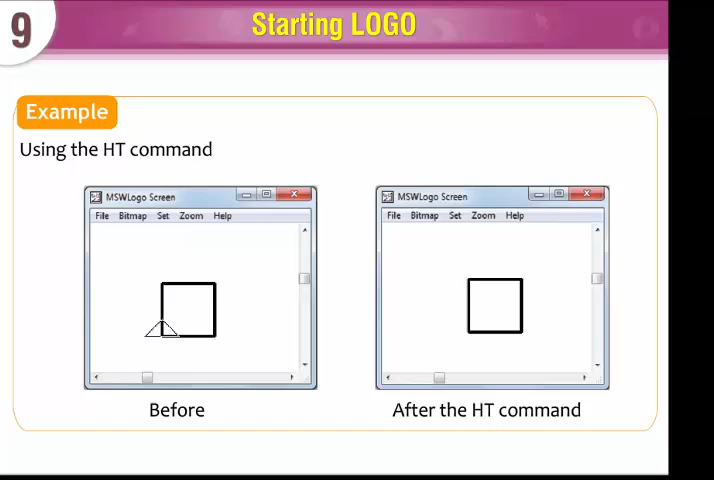 9
Starting LOGO
Example
Using the HT command
MSWLogo Screen
File Bitmap Set Zoom Help
Before
MSWLogo Screen
File Bitmap Set Zoom Help
After the HT command